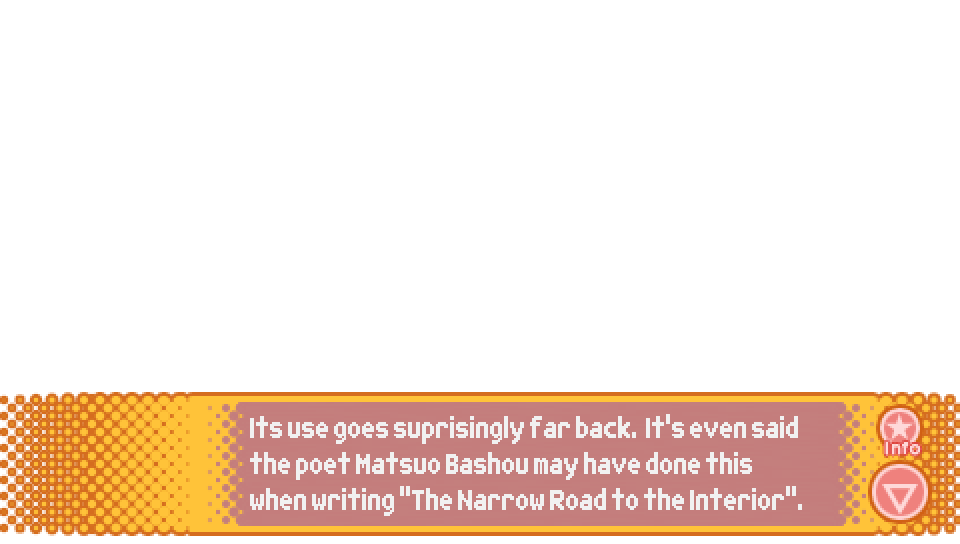 Its use goes suprisingly far back. It's even said
the poet Matsuo Bashou may have done this
when writing "The Narrow Road to the Interior".
Info